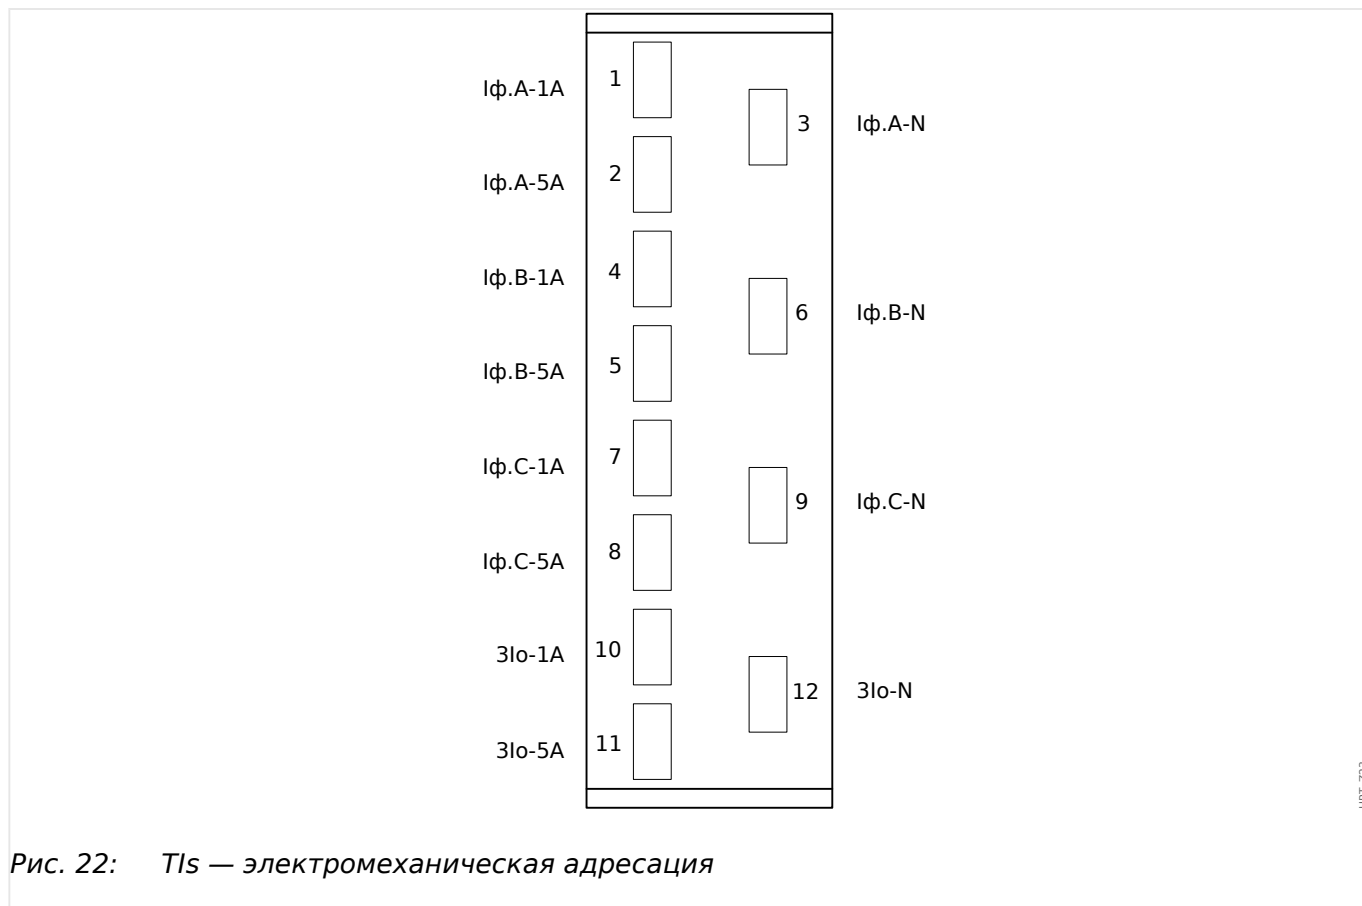 Iф.A-1A 1
3 Iф.A-N
Iф.A-5A 2
Iф.B-1A 4
6 Iф.B-N
Iф.B-5A 5
Iф.C-1A 7
9 Iф.C-N
Iф.C-5A 8
3Io-1A 10
12 3Io-N
3Io-5A 11
Рис. 22: TIs — электромеханическая адресация